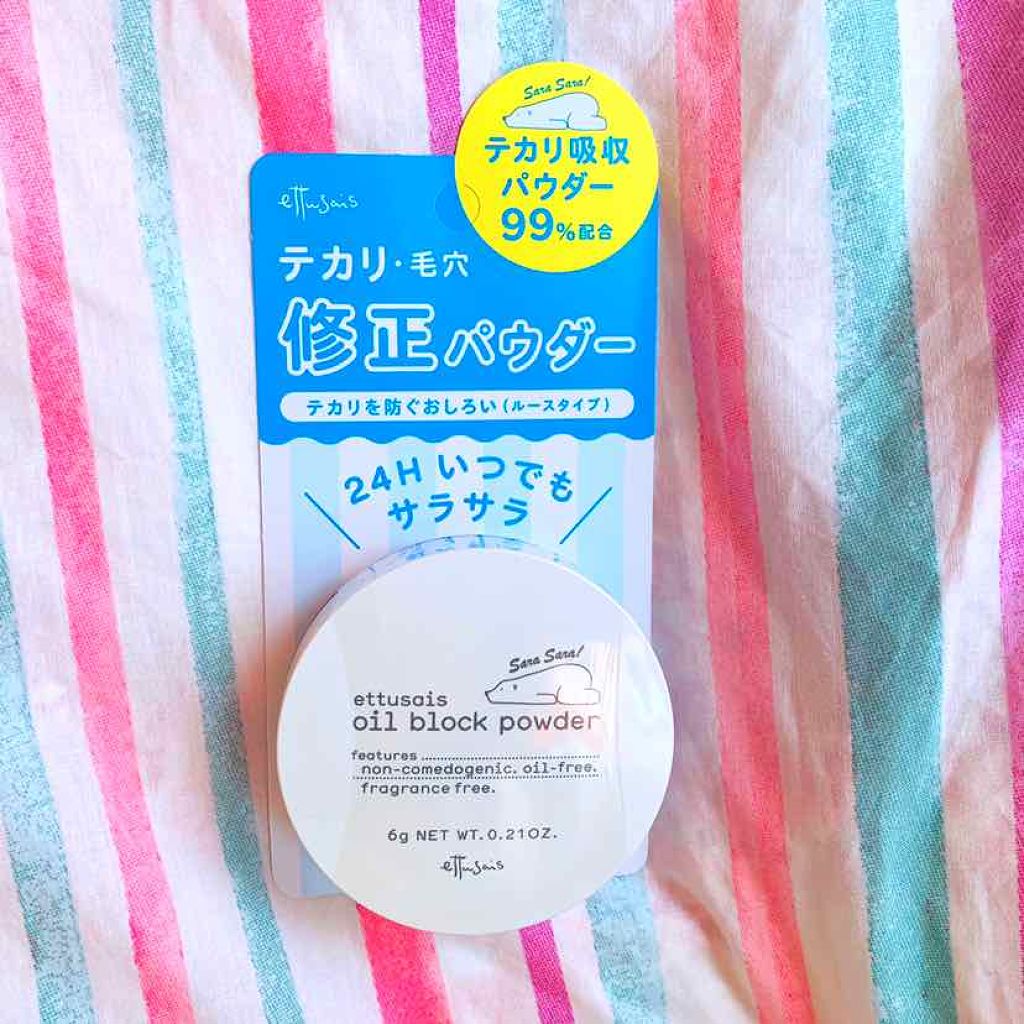 Sara Sara!
テカリ吸収
パウダー
99%配合
ettusais
テカリ・毛穴
修正パウダー
テカリを防ぐおしろい(ルースタイプ)
24Hいつでも
サラサラ
Sara Sara!
ettusais
oil block powder
features
non-comedogenic. oil-free.
fragrance free.
6g NET WT. 0.21OZ.
ettusais